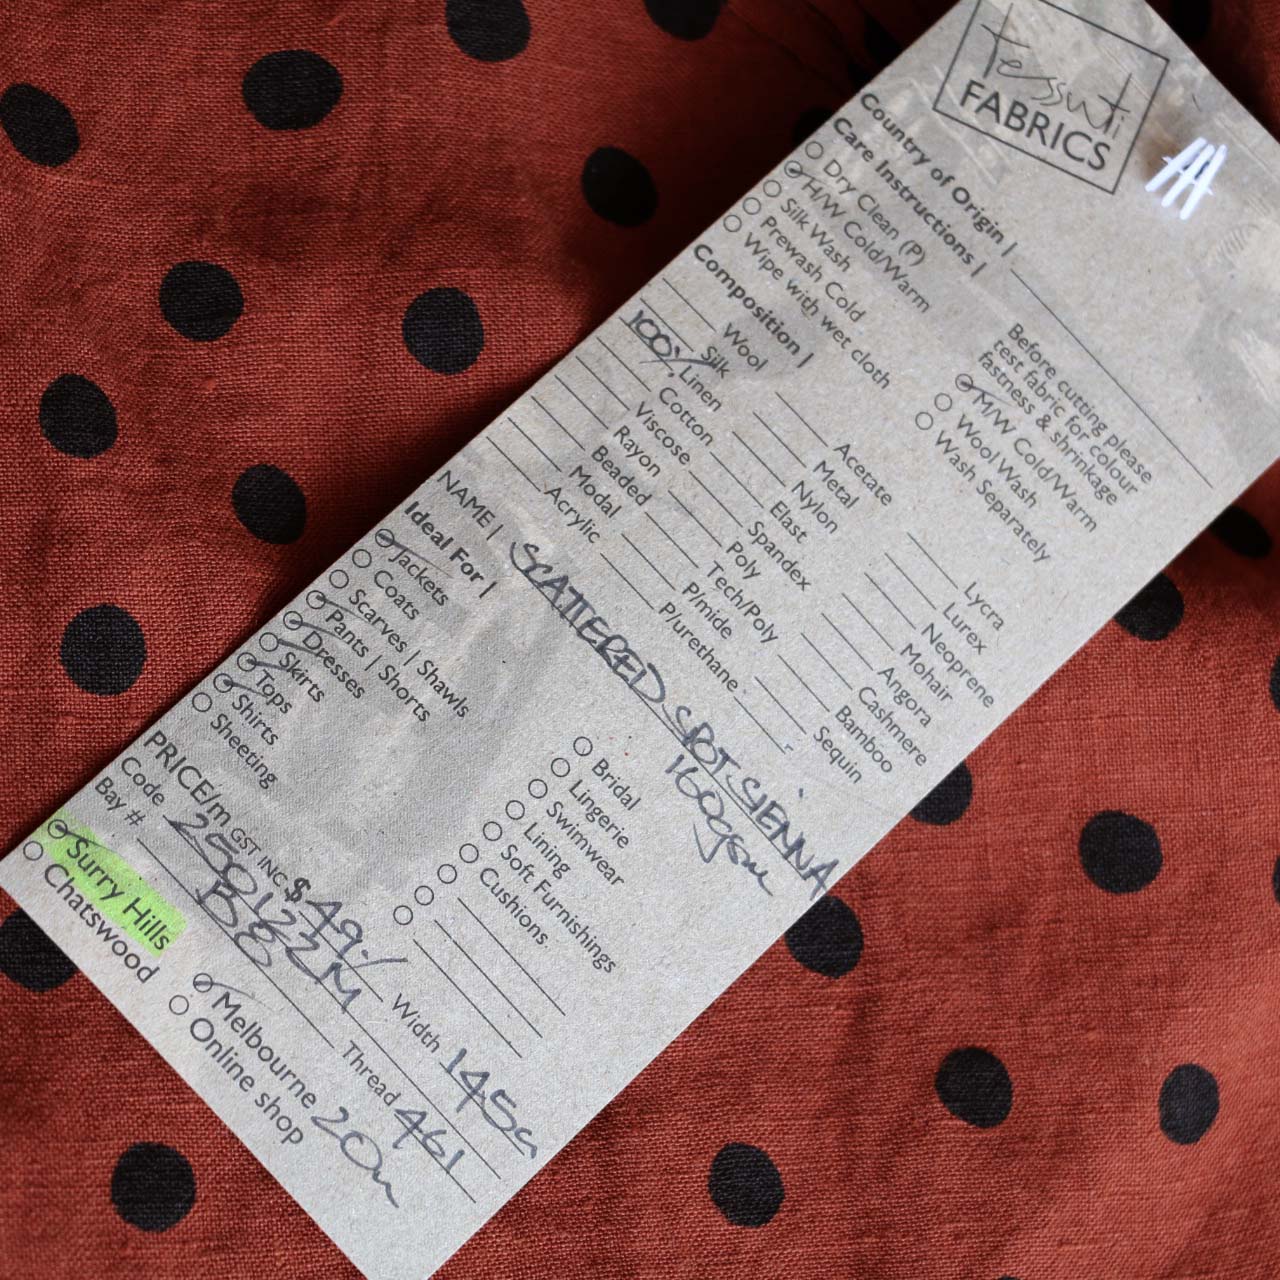 Tessuti
FABRICS
Country of Origin |
Care Instructions |
Dry Clean (P)
H/W Cold/Warm
Silk Wash
Prewash Cold
Wipe with wet cloth
Before cutting please
test fabric for colour
fastness & shrinkage
M/W Cold/Warm
Wool Wash
Wash Separately
Composition |
Wool
Silk
100% Linen
Cotton
Viscose
Rayon
Beaded
Modal
Acrylic
Acetate
Metal
Nylon
Elast
Spandex
Poly
Tech/Poly
P/mide
P/urethane
Lycra
Lurex
Neoprene
Mohair
Angora
Cashmere
Bamboo
Sequin
NAME | SCATTERED SPOT SIENNA
160gsm
Ideal For |
Jackets
Coats
Scarves | Shawls
Pants | Shorts
Dresses
Skirts
Tops
Shirts
Sheeting
Bridal
Lingerie
Swimwear
Lining
Soft Furnishings
Cushions
PRICE/m GST INC $49.- Width 145cm
Code 250122M Thread 461
Bay # B8
Surry Hills
Chatswood
Melbourne 20m
Online shop